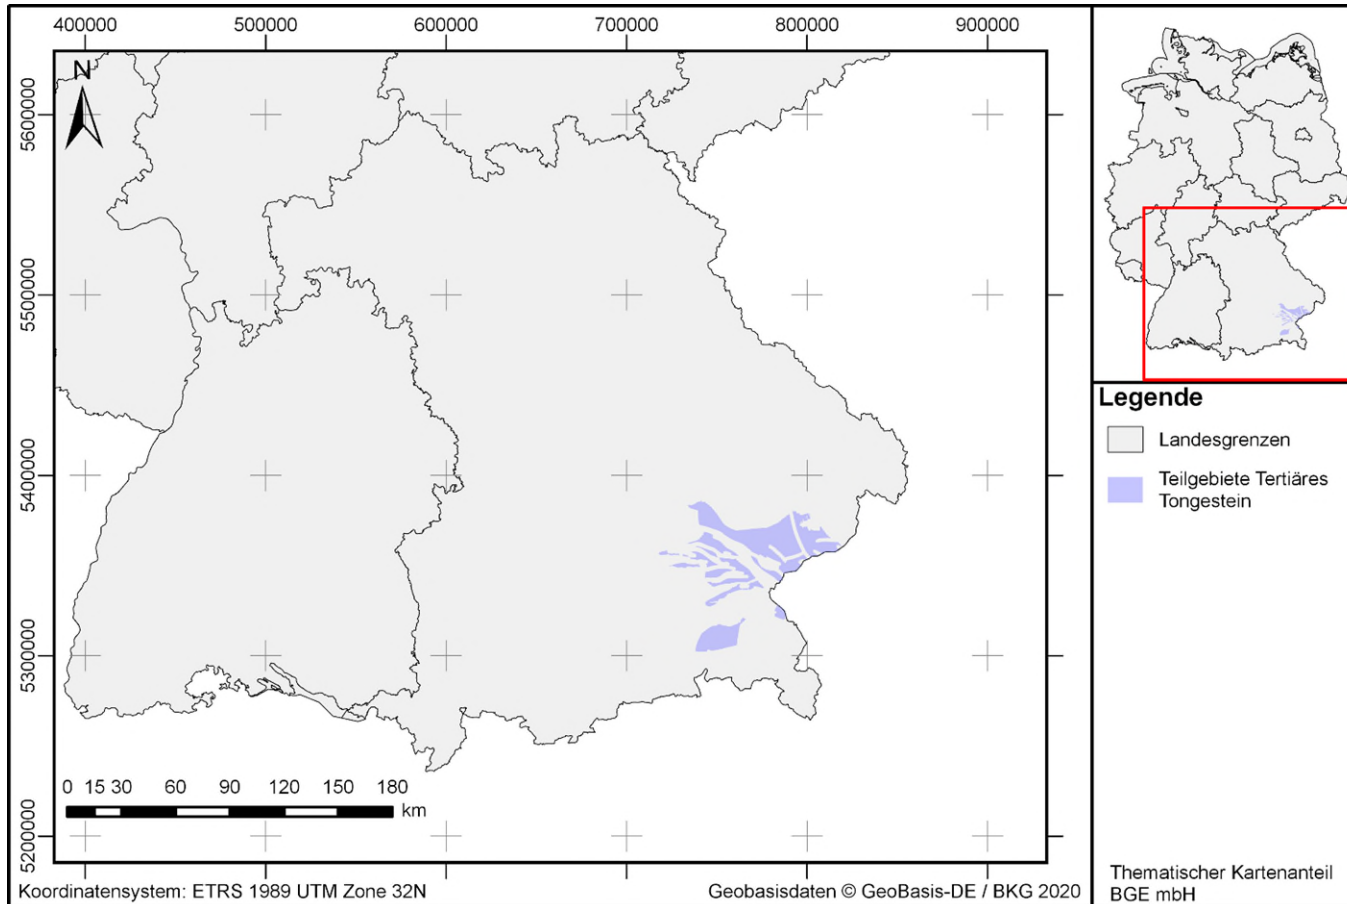 400000 500000 600000 700000 800000 900000
N
5600000
5500000
5400000
5300000
5200000
0 15 30 60 90 120 150 180
km
Koordinatensystem: ETRS 1989 UTM Zone 32N
Geobasisdaten © GeoBasis-DE / BKG 2020
Legende
Landesgrenzen
Teilgebiete Tertiäres
Tongestein
Thematischer Kartenanteil
BGE mbH